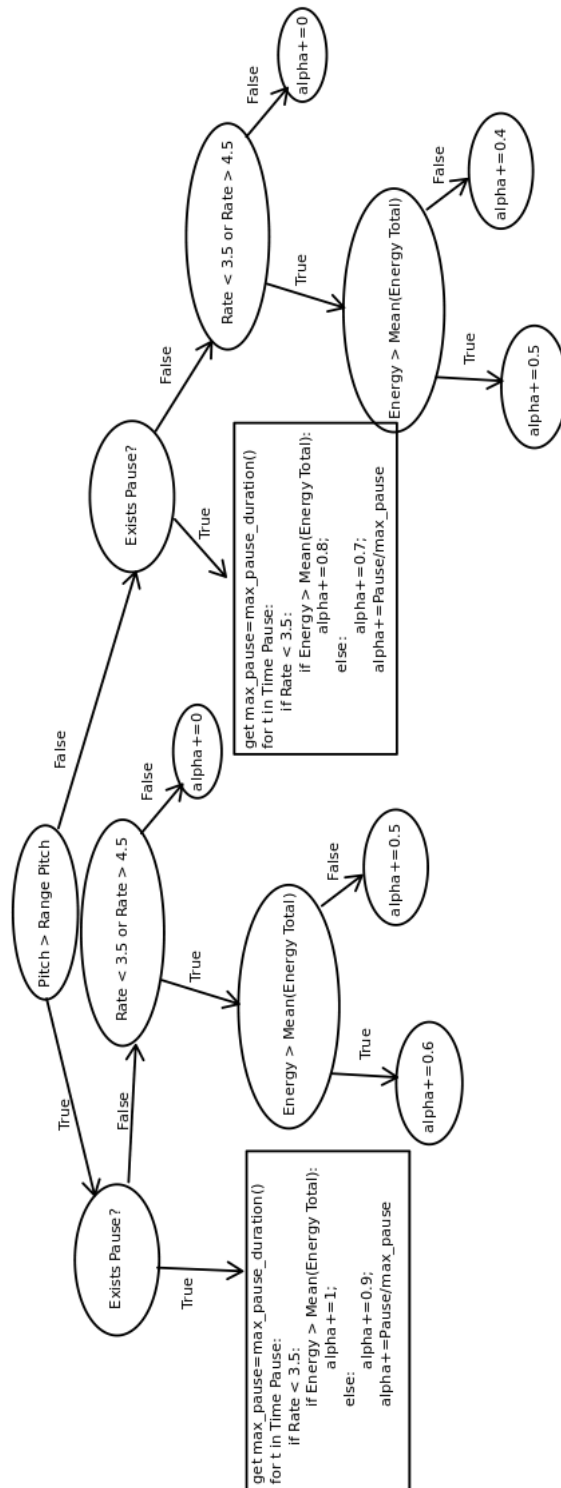 Pitch > Range Pitch
True
False
Exists Pause?
Exists Pause?
False
True
False
True
Rate < 3.5 or Rate > 4.5
Rate < 3.5 or Rate > 4.5
False
True
False
True
alpha+=0
alpha+=0
get max_pause=max_pause_duration()
for t in Time Pause:
if Rate < 3.5:
if Energy > Mean(Energy Total):
alpha+=1;
else:
alpha+=0.9;
alpha+=Pause/max_pause
Energy > Mean(Energy Total)
True
False
alpha+=0.6
alpha+=0.5
get max_pause=max_pause_duration()
for t in Time Pause:
if Rate < 3.5:
if Energy > Mean(Energy Total):
alpha+=0.8;
else:
alpha+=0.7;
alpha+=Pause/max_pause
Energy > Mean(Energy Total)
True
False
alpha+=0.5
alpha+=0.4